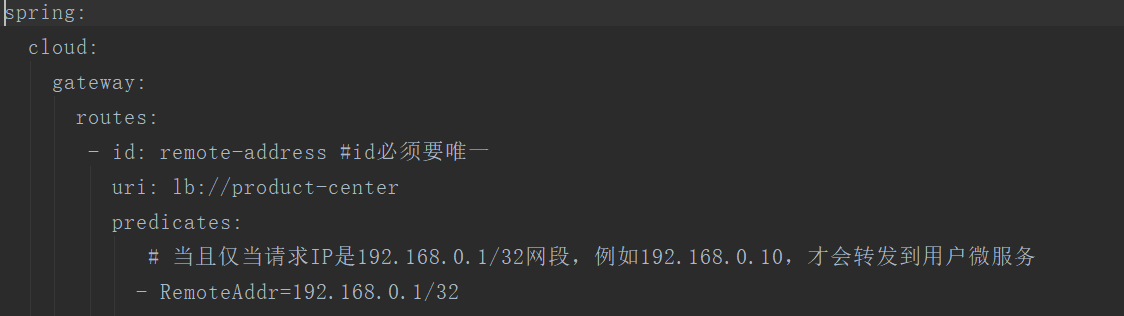 spring:
cloud:
gateway:
routes:
- id: remote-address #id必须要唯一
uri: lb://product-center
predicates:
# 当且仅当请求IP是192.168.0.1/32网段，例如192.168.0.10，才会转发到用户微服务
- RemoteAddr=192.168.0.1/32